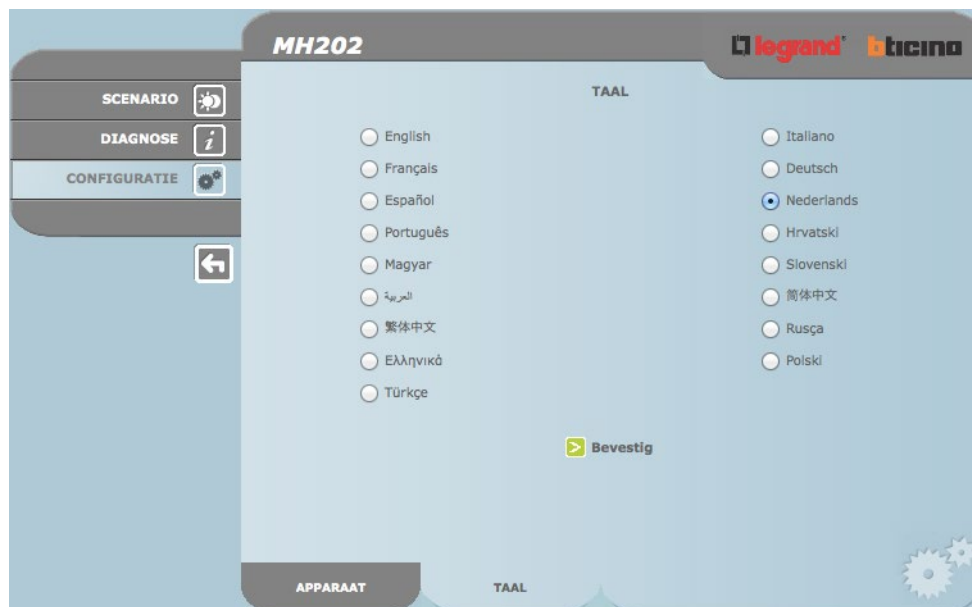 MH202
legrand
bticino
SCENARIO
DIAGNOSE
CONFIGURATIE
TAAL
English
Français
Español
Português
Magyar
العربية
繁体中文
Ελληνικά
Türkçe
Italiano
Deutsch
Nederlands
Hrvatski
Slovenski
简体中文
Rusça
Polski
Bevestig
APPARAAT
TAAL